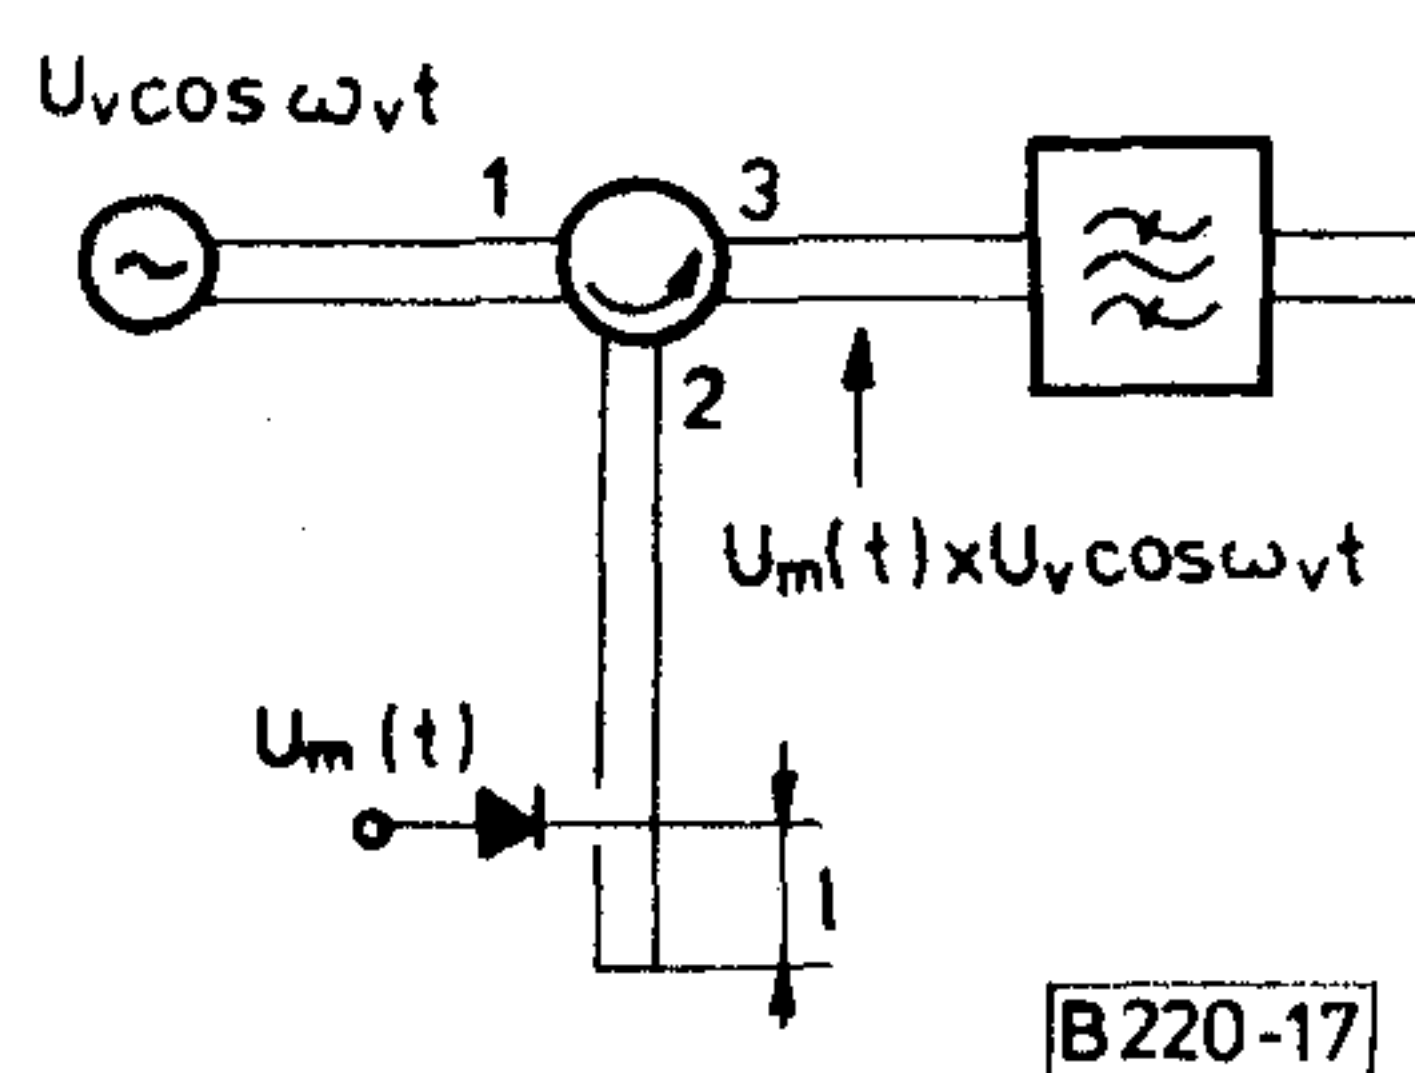 Uᵥcos ωᵥt
1
3
2
Uₘ(t)xUᵥcosωᵥt
Uₘ(t)
l
B220-17